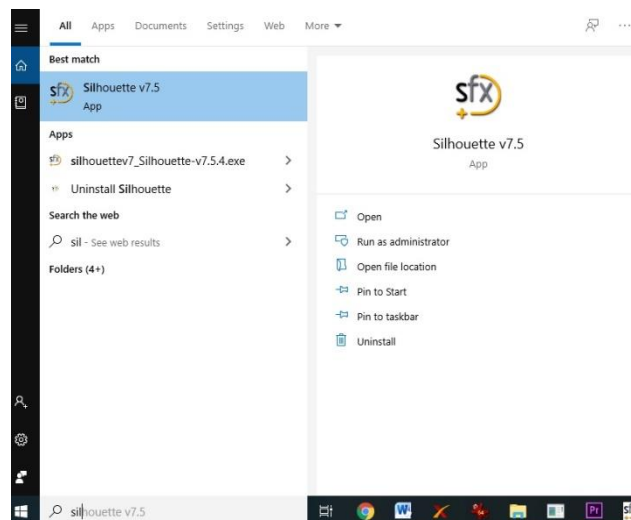 All Apps Documents Settings Web More
Best match
sfx
Silhouette v7.5
App
Apps
silhouettev7_Silhouette-v7.5.4.exe
Uninstall Silhouette
Search the web
sil - See web results
Folders (4+)
sfx
Silhouette v7.5
App
Open
Run as administrator
Open file location
Pin to Start
Pin to taskbar
Uninstall
silhouette v7.5
W
Pr